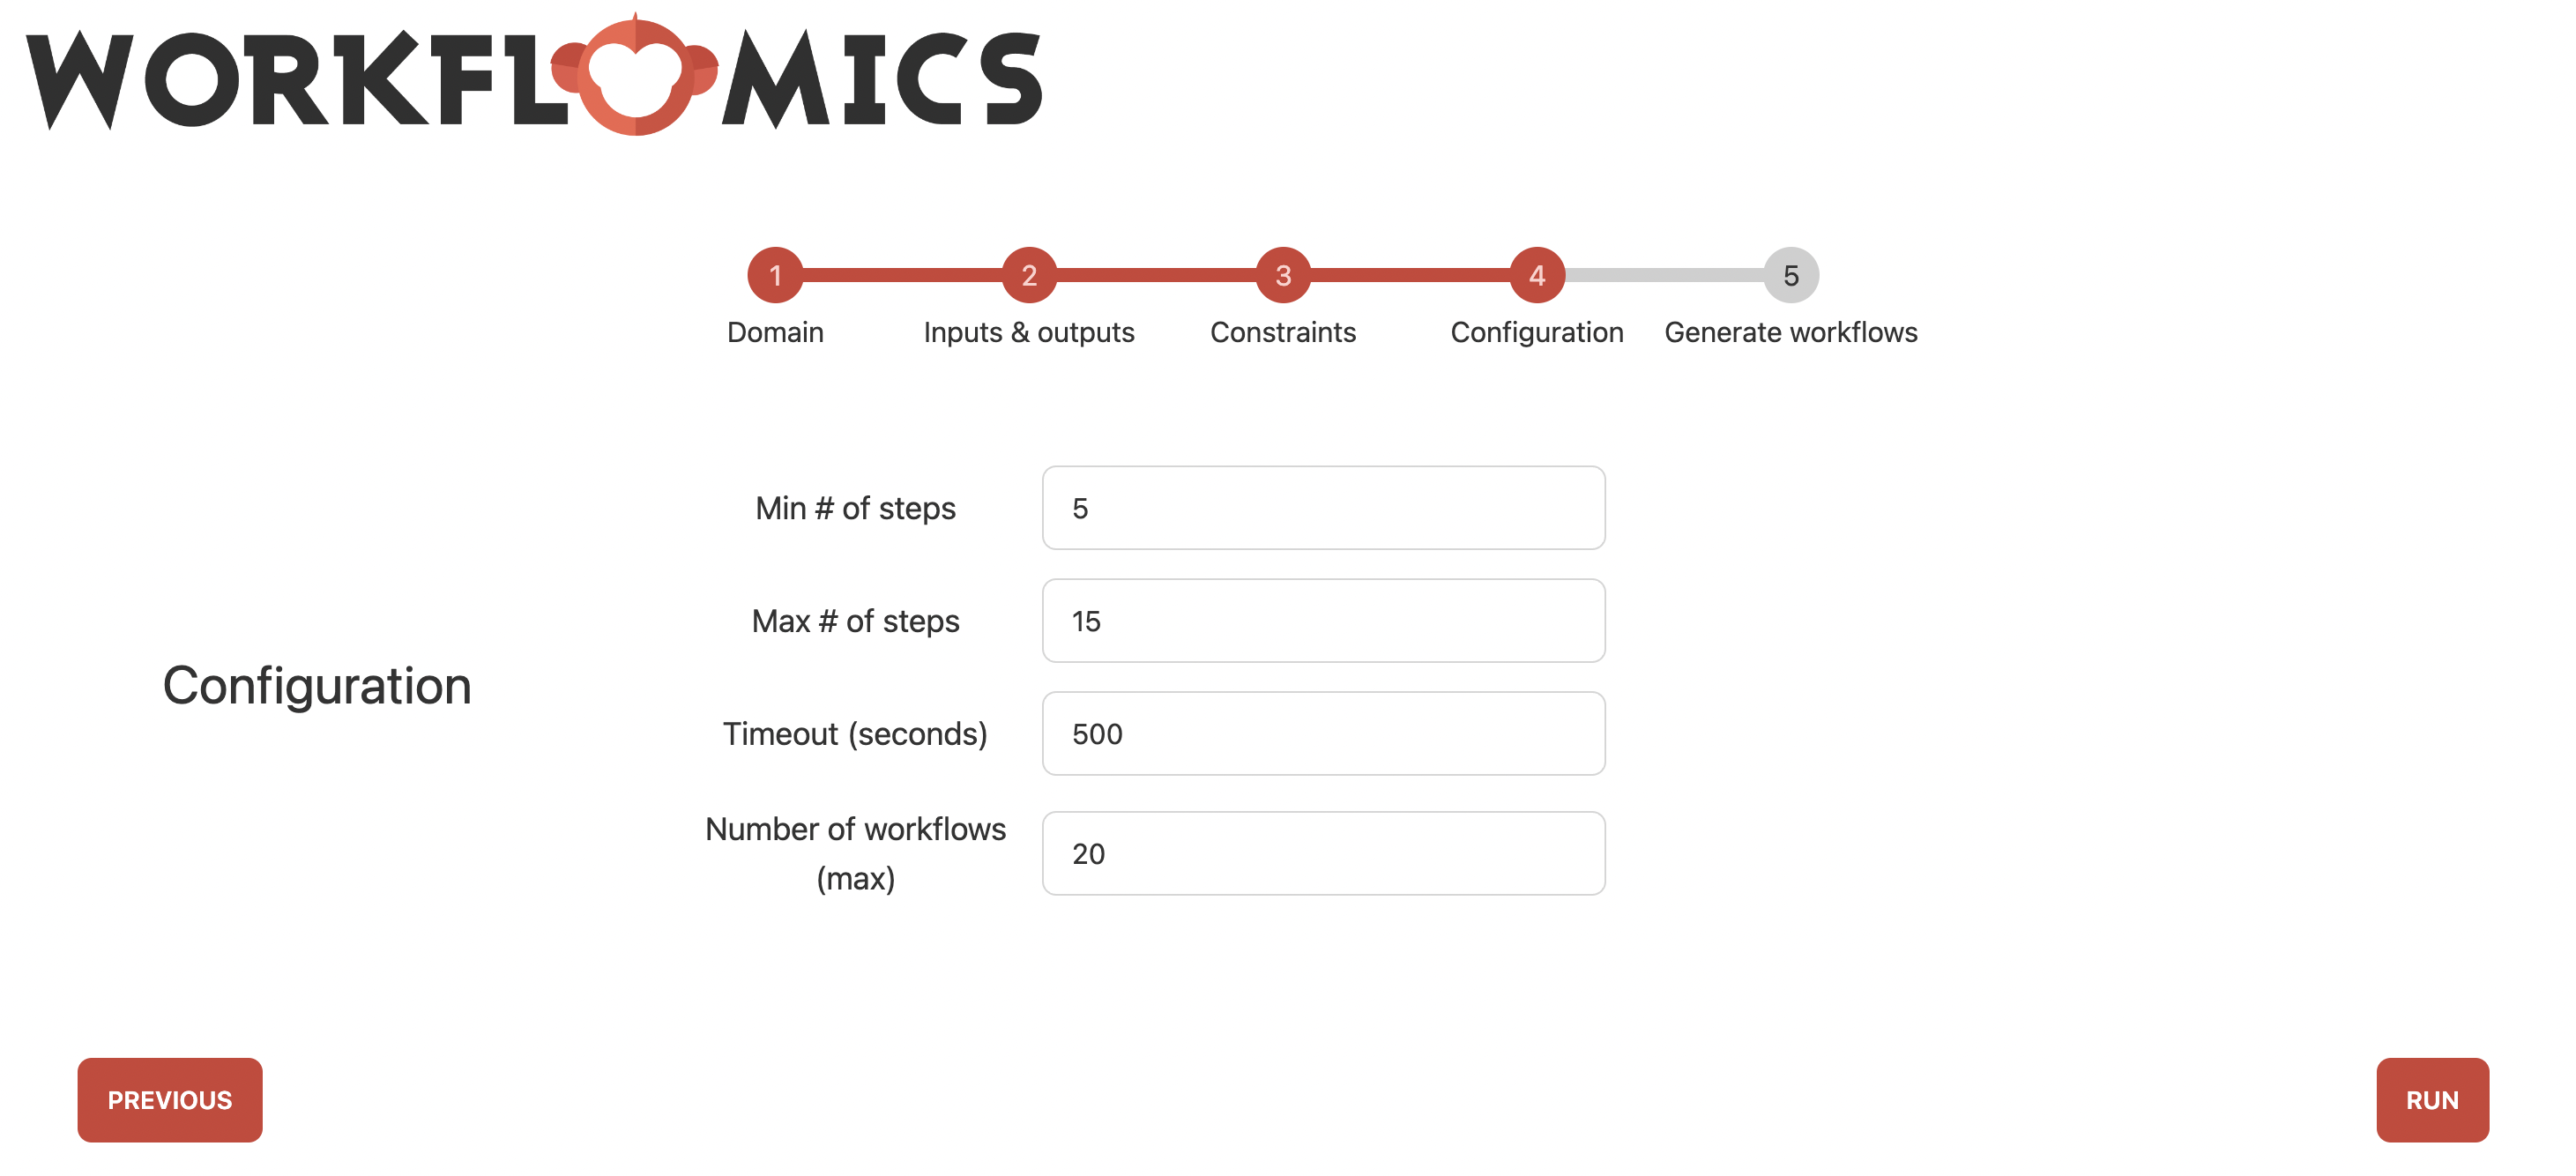 WORKFLOMICS
1 2 3 4 5
Domain Inputs & outputs Constraints Configuration Generate workflows
Configuration
Min # of steps 5
Max # of steps 15
Timeout (seconds) 500
Number of workflows
(max) 20
PREVIOUS RUN